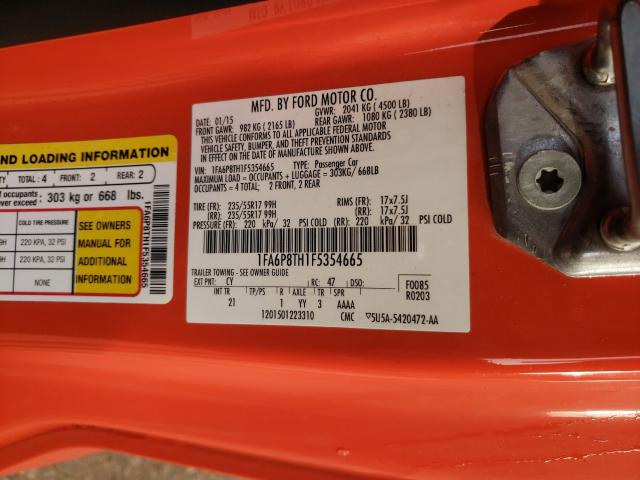 MFD. BY FORD MOTOR CO.
DATE: 01/15 GVWR: 2041 KG ( 4500 LB)
FRONT GAWR: 982 KG ( 2165 LB) REAR GAWR: 1080 KG ( 2380 LB)
THIS VEHICLE CONFORMS TO ALL APPLICABLE FEDERAL MOTOR
VEHICLE SAFETY, BUMPER, AND THEFT PREVENTION STANDARDS
IN EFFECT ON THE DATE OF MANUFACTURE SHOWN ABOVE.
VIN: 1FA6P8TH1F5354665 TYPE: Passenger Car
MAXIMUM LOAD = OCCUPANTS + LUGGAGE = 303KG/ 668LB
OCCUPANTS = 4 TOTAL; 2 FRONT, 2 REAR
TIRE (FR): 235/55R17 99H RIMS (FR): 17x7.5J
(RR): 235/55R17 99H (RR): 17x7.5J
PRESSURE (FR): 220 kPa/ 32 PSI COLD (RR): 220 kPa/ 32 PSI COLD
1FA6P8TH1F5354665
TRAILER TOWING - SEE OWNER GUIDE
EXT PNT: CY RC: 47 DSO: F0085
INT TR TP/PS R AXLE TR SPR R0203
21 1 YY 3 AAAA
1201501223310 CMC ▽5U5A-5420472-AA
ND LOADING INFORMATION
TOTAL : 4 FRONT: 2 REAR: 2
occupants
ver exceed : 303 kg or 668 lbs.
COLD TIRE PRESSURE
220 KPA, 32 PSI
220 KPA, 32 PSI
NONE
SEE OWNERS
MANUAL FOR
ADDITIONAL
INFORMATION
1FA6P8TH1F5354665